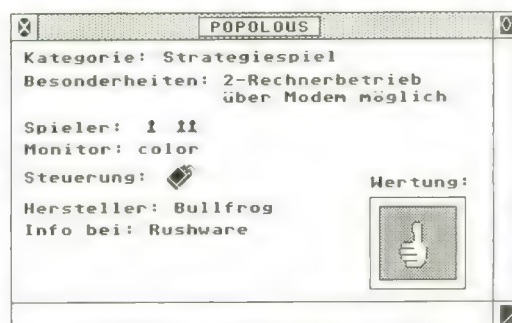 POPOLOUS
Kategorie: Strategiespiel
Besonderheiten: 2-Rechnerbetrieb
über Modem möglich
Spieler:
Monitor: color
Steuerung:
Wertung:
Hersteller: Bullfrog
Info bei: Rushware